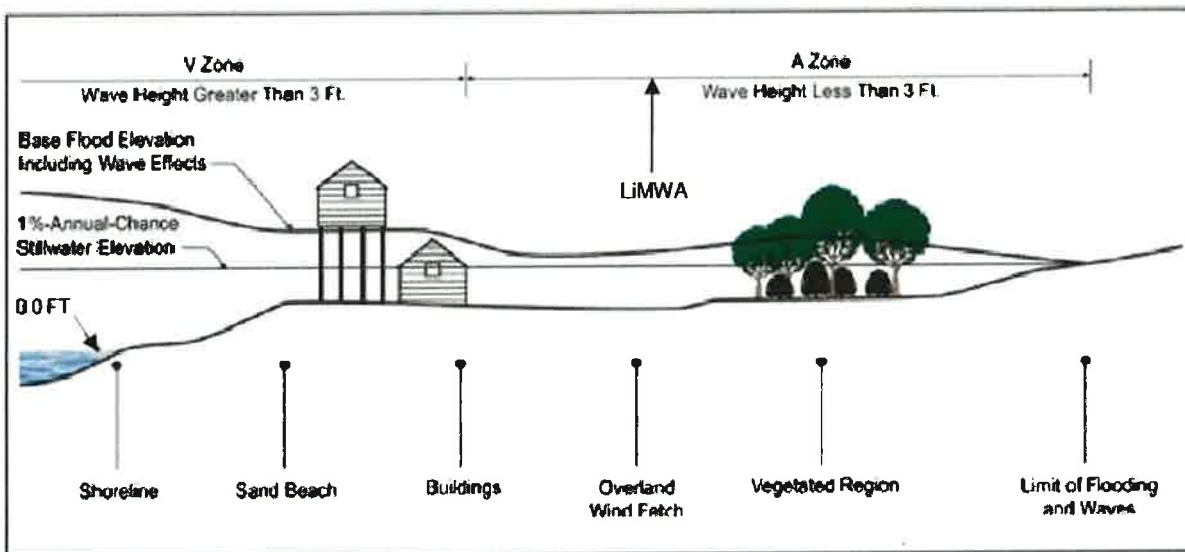 V Zone
A Zone
Wave Height Greater Than 3 Ft.
Wave Height Less Than 3 Ft.
Base Flood Elevation
Including Wave Effects
LiMWA
1%-Annual-Chance
Stillwater Elevation
0.0 FT
Shoreline
Sand Beach
Buildings
Overland
Wind Fetch
Vegetated Region
Limit of Flooding
and Waves